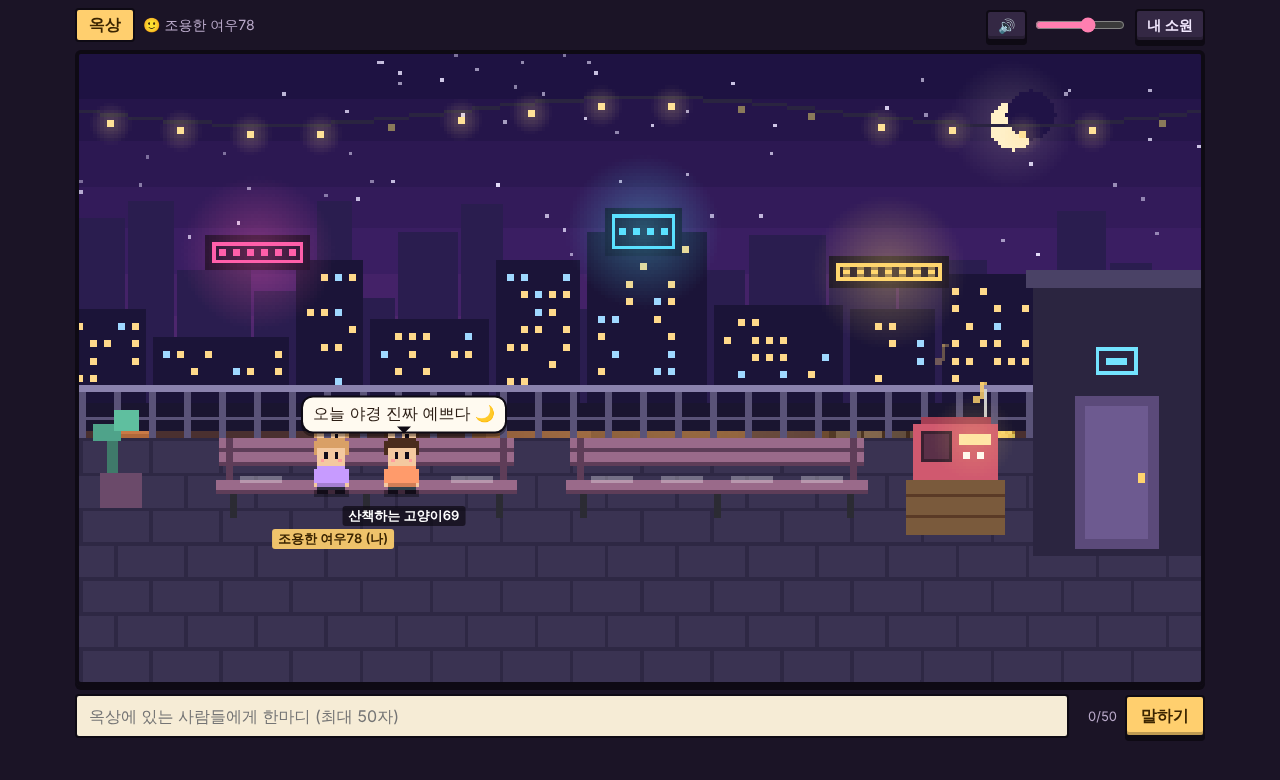 옥상
🙂 조용한 여우78
🔊
내 소원
오늘 야경 진짜 예쁘다 🌙
산책하는 고양이69
조용한 여우78 (나)
옥상에 있는 사람들에게 한마디 (최대 50자)
0/50
말하기